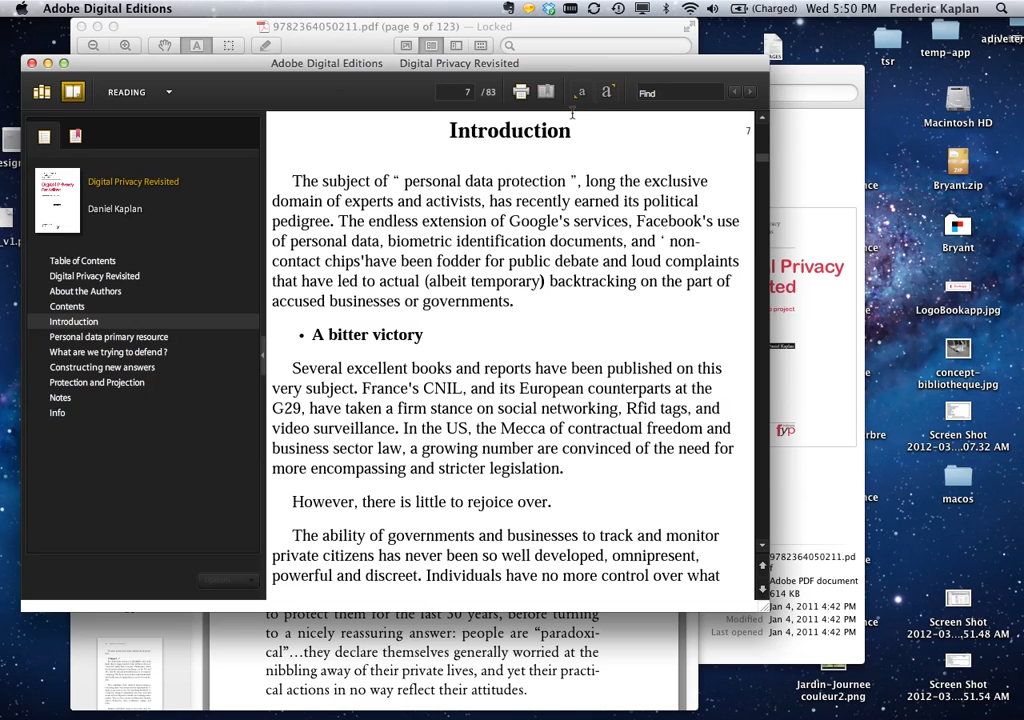 Adobe Digital Editions
(Charged) Wed 5:50 PM Frederic Kaplan
9782364050211.pdf (page 9 of 123) — Locked
Adobe Digital Editions Digital Privacy Revisited
READING
7 / 83
a a
Find
Digital Privacy Revisited
Daniel Kaplan
Table of Contents
Digital Privacy Revisited
About the Authors
Contents
Introduction
Personal data primary resource
What are we trying to defend ?
Constructing new answers
Protection and Projection
Notes
Info
Introduction
7
The subject of “ personal data protection ”, long the exclusive
domain of experts and activists, has recently earned its political
pedigree. The endless extension of Google's services, Facebook's use
of personal data, biometric identification documents, and ‘ non-
contact chips'have been fodder for public debate and loud complaints
that have led to actual (albeit temporary) backtracking on the part of
accused businesses or governments.
• A bitter victory
Several excellent books and reports have been published on this
very subject. France's CNIL, and its European counterparts at the
G29, have taken a firm stance on social networking, Rfid tags, and
video surveillance. In the US, the Mecca of contractual freedom and
business sector law, a growing number are convinced of the need for
more encompassing and stricter legislation.
However, there is little to rejoice over.
The ability of governments and businesses to track and monitor
private citizens has never been so well developed, omnipresent,
powerful and discreet. Individuals have no more control over what
to protect them for the last 30 years, before turning
to a nicely reassuring answer: people are “paradoxi-
cal”…they declare themselves generally worried at the
nibbling away of their private lives, and yet their practi-
cal actions in no way reflect their attitudes.
l Privacy
ited
project
Daniel Kaplan
fyp
9782364050211.pd
f
Adobe PDF document
614 KB
Jan 4, 2011 4:42 PM
Modified Jan 4, 2011 4:42 PM
Last opened Jan 4, 2011 4:42 PM
tsr
temp-app
Macintosh HD
ZIP
Bryant.zip
Bryant
LogoBookapp.jpg
concept-
bibliotheque.jpg
Screen Shot
2012-03....07.32 AM
macos
Screen Shot
2012-03....51.48 AM
Screen Shot
2012-03....51.54 AM
Jardin-Journee
couleur2.png